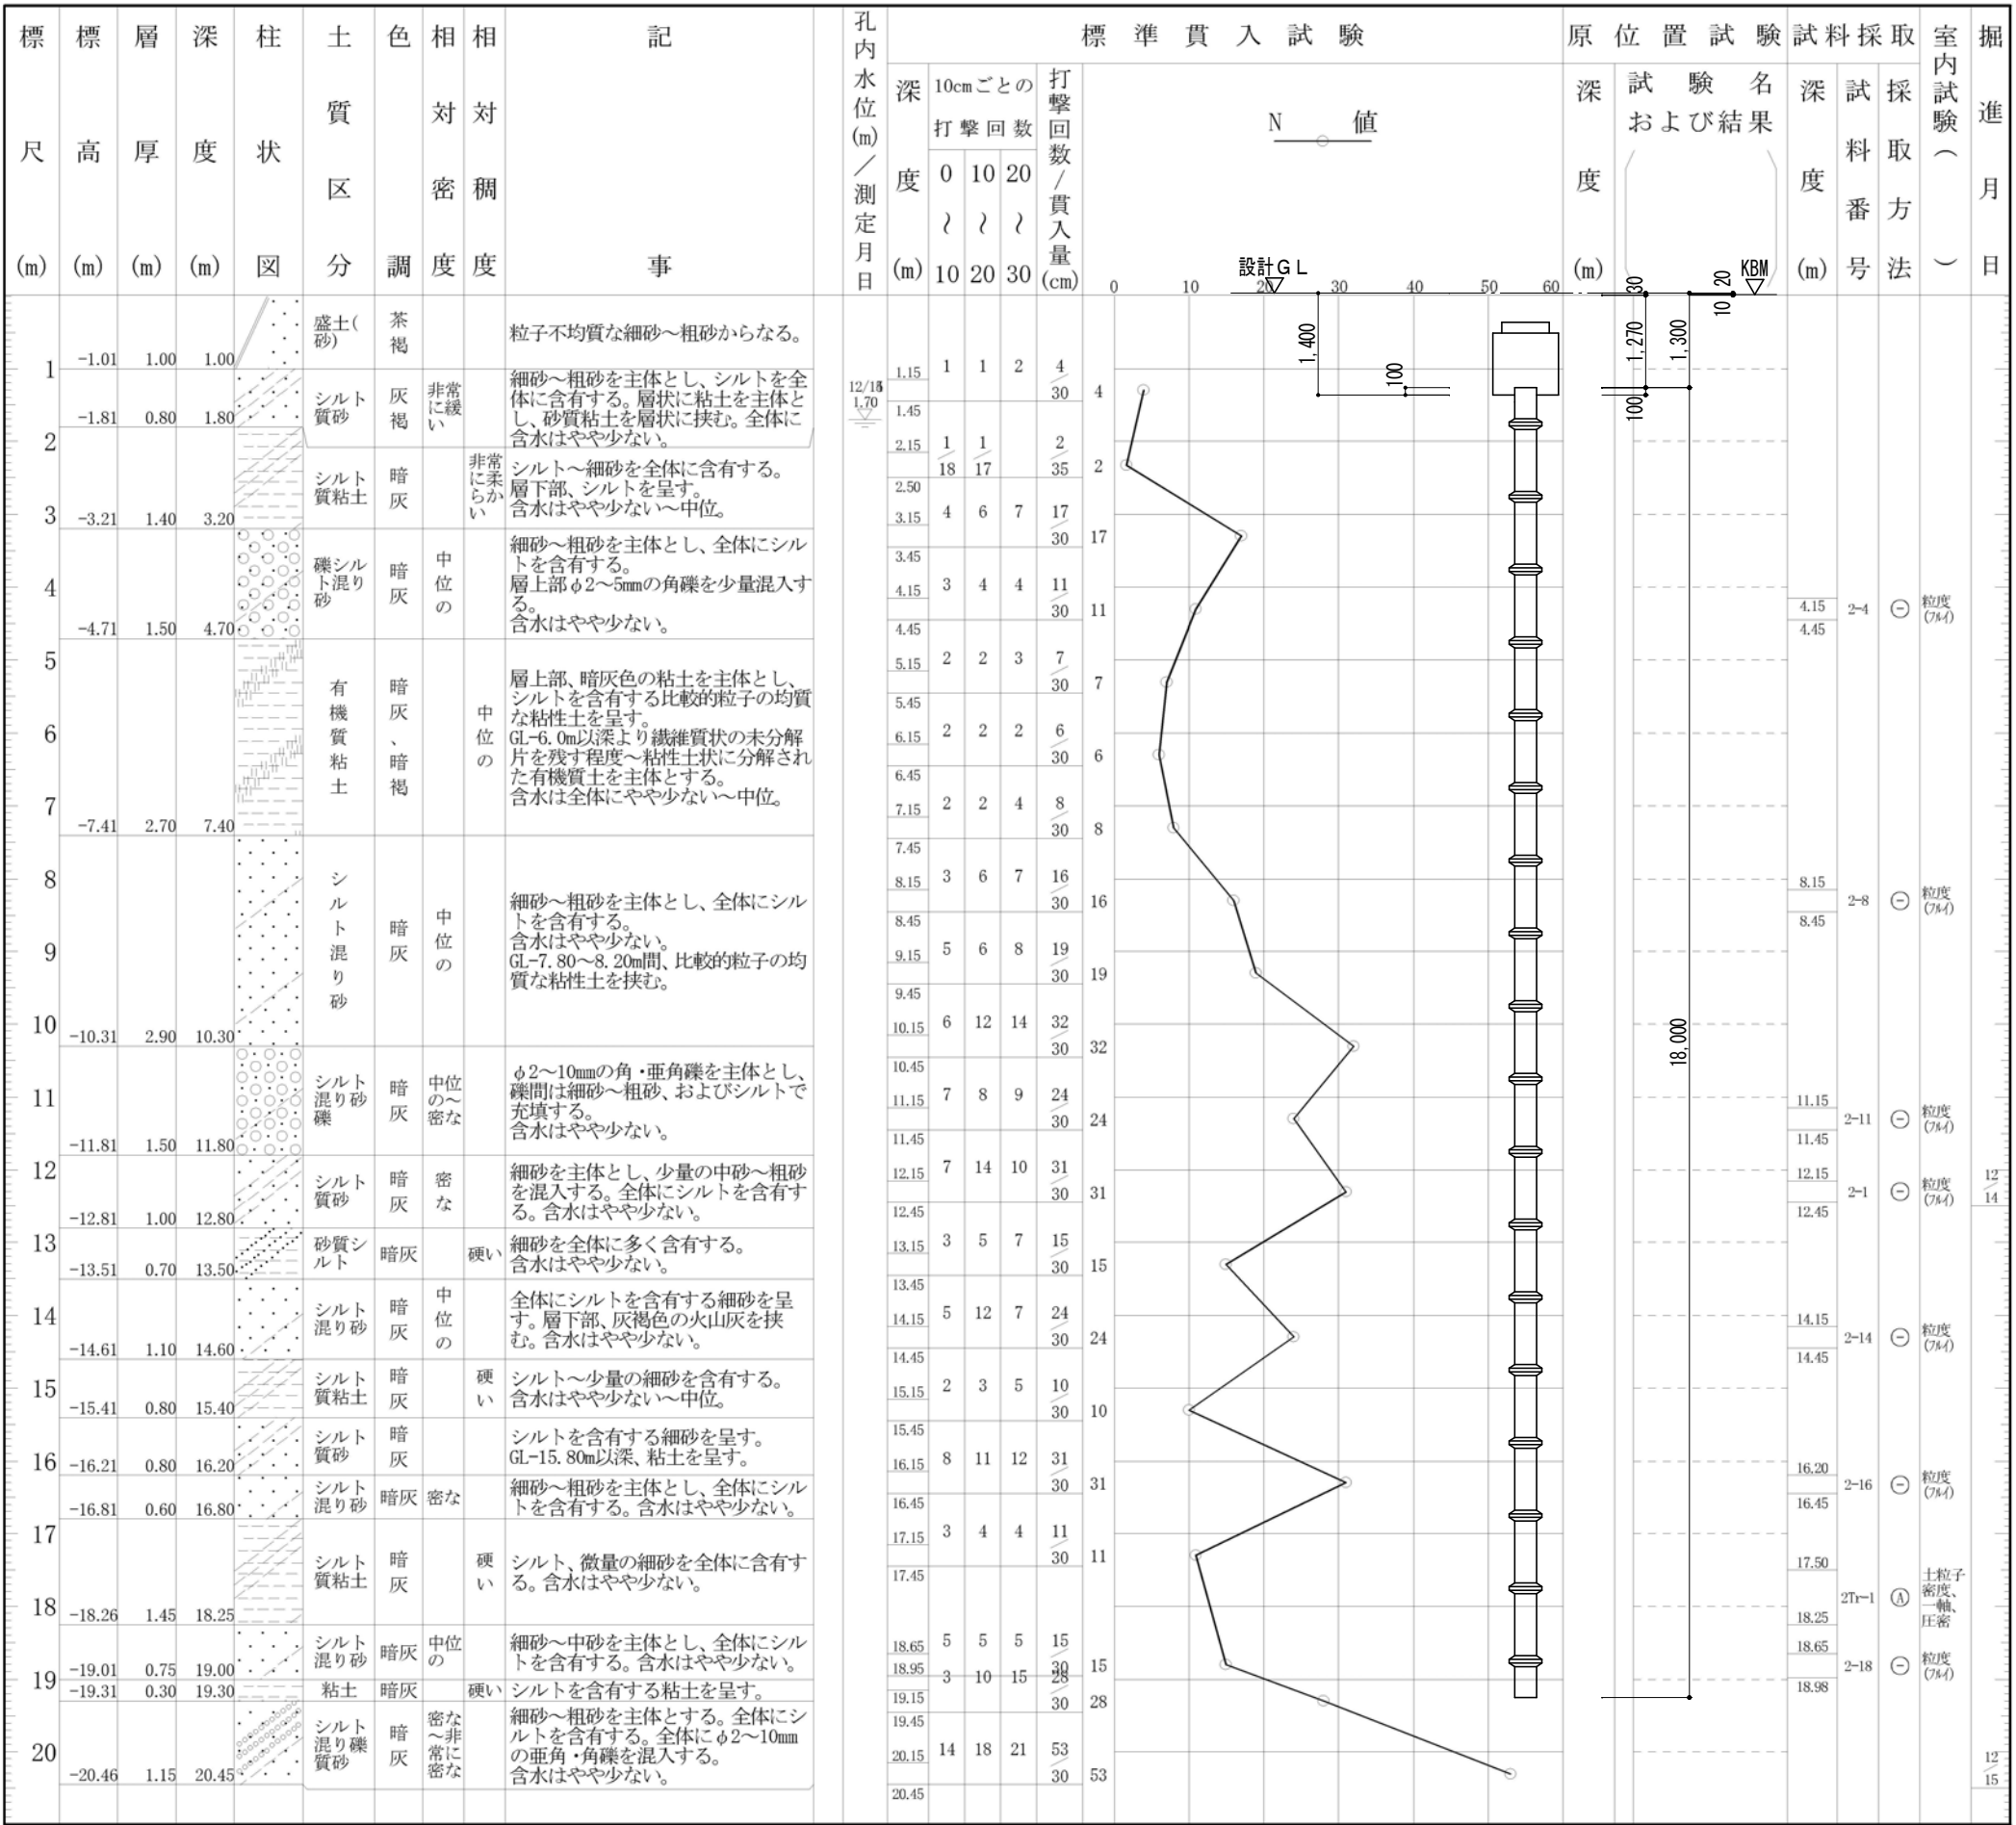 標尺(m)
標高(m)
層厚(m)
深度(m)
柱状図
土質区分
色調
相対密度
相対稠度
記事
孔内水位(m)／測定月日
標準貫入試験
深度(m)
10cmごとの
打撃回数
0 10 20
～ ～ ～
10 20 30
打撃回数/貫入量(cm)
N 値
0 10 20 30 40 50 60
設計GL
原位置試験
深度(m)
試験名
および結果
試料採取
深度(m)
試料番号
採取方法
室内試験（ ）
掘進月日
KBM
30
20
10
1,270
1,300
1,400
100
100
18,000
1
-1.01 1.00 1.00
盛土(
砂)
茶褐
粒子不均質な細砂～粗砂からなる。
-1.81 0.80 1.80
シルト
質砂
灰褐
非常
に緩
い
細砂～粗砂を主体とし、シルトを全
体に含有する。層状に粘土を主体と
し、砂質粘土を層状に挟む。全体に
含水はやや少ない。
1.70
2
3
-3.21 1.40 3.20
シルト
質粘土
暗灰
非常
に柔
らか
い
シルト～細砂を全体に含有する。
層下部、シルトを呈す。
含水はやや少ない～中位。
4
-4.71 1.50 4.70
礫シル
ト混り
砂
暗灰
中位の
細砂～粗砂を主体とし、全体にシル
トを含有する。
層上部φ2～5mmの角礫を少量混入す
る。
含水はやや少ない。
5
6
7
-7.41 2.70 7.40
有機質粘土
暗灰、暗褐
中位の
層上部、暗灰色の粘土を主体とし、
シルトを含有する比較的粒子の均質
な粘性土を呈す。
GL-6.0m以深より繊維質状の未分解
片を残す程度～粘性土状に分解され
た有機質土を主体とする。
含水は全体にやや少ない～中位。
8
9
10
-10.31 2.90 10.30
シルト混り砂
暗灰
中位の
細砂～粗砂を主体とし、全体にシル
トを含有する。
含水はやや少ない。
GL-7.80～8.20m間、比較的粒子の均
質な粘性土を挟む。
11
-11.81 1.50 11.80
シルト
混り砂
礫
暗灰
中位
の～
密な
φ2～10mmの角・亜角礫を主体とし、
礫間は細砂～粗砂、およびシルトで
充填する。
含水はやや少ない。
12
-12.81 1.00 12.80
シルト
質砂
暗灰
密な
細砂を主体とし、少量の中砂～粗砂
を混入する。全体にシルトを含有す
る。含水はやや少ない。
13
-13.51 0.70 13.50
砂質シ
ルト
暗灰
硬い
細砂を全体に多く含有する。
含水はやや少ない。
14
-14.61 1.10 14.60
シルト
混り砂
暗灰
中位の
全体にシルトを含有する細砂を呈
す。層下部、灰褐色の火山灰を挟
む。含水はやや少ない。
15
-15.41 0.80 15.40
シルト
質粘土
暗灰
硬い
シルト～少量の細砂を含有する。
含水はやや少ない～中位。
16
-16.21 0.80 16.20
シルト
質砂
暗灰
シルトを含有する細砂を呈す。
GL-15.80m以深、粘土を呈す。
-16.81 0.60 16.80
シルト
混り砂
暗灰
密な
細砂～粗砂を主体とし、全体にシル
トを含有する。含水はやや少ない。
17
18
-18.26 1.45 18.25
シルト
質粘土
暗灰
硬い
シルト、微量の細砂を全体に含有す
る。含水はやや少ない。
19
-19.01 0.75 19.00
シルト
混り砂
暗灰
中位
の
細砂～中砂を主体とし、全体にシル
トを含有する。含水はやや少ない。
-19.31 0.30 19.30
粘土
暗灰
硬い
シルトを含有する粘土を呈す。
20
-20.46 1.15 20.45
シルト
混り礫
質砂
暗灰
密な
～非
常に
密な
細砂～粗砂を主体とする。全体にシ
ルトを含有する。全体にφ2～10mm
の亜角・角礫を混入する。
含水はやや少ない。
1.15 1 1 2 4/30 4
1.45
2.15 1/18 1/17 2/35 2
2.50
3.15 4 6 7 17/30 17
3.45
4.15 3 4 4 11/30 11
4.45
5.15 2 2 3 7/30 7
5.45
6.15 2 2 2 6/30 6
6.45
7.15 2 2 4 8/30 8
7.45
8.15 3 6 7 16/30 16
8.45
9.15 5 6 8 19/30 19
9.45
10.15 6 12 14 32/30 32
10.45
11.15 7 8 9 24/30 24
11.45
12.15 7 14 10 31/30 31
12.45
13.15 3 5 7 15/30 15
13.45
14.15 5 12 7 24/30 24
14.45
15.15 2 3 5 10/30 10
15.45
16.15 8 11 12 31/30 31
16.45
17.15 3 4 4 11/30 11
17.45
18.65 5 5 5 15/30 15
18.95
3 10 15 28/30 28
19.15
19.45
20.15 14 18 21 53/30 53
20.45
4.15
4.45
2-4
粒度
(フルイ)
8.15
8.45
2-8
粒度
(フルイ)
11.15
11.45
2-11
粒度
(フルイ)
12.15
12.45
2-1
粒度
(フルイ)
12/14
14.15
14.45
2-14
粒度
(フルイ)
16.20
16.45
2-16
粒度
(フルイ)
17.50
18.25
2Tr-1
A
土粒子
密度、
一軸、
圧密
18.65
18.98
2-18
粒度
(フルイ)
12/15